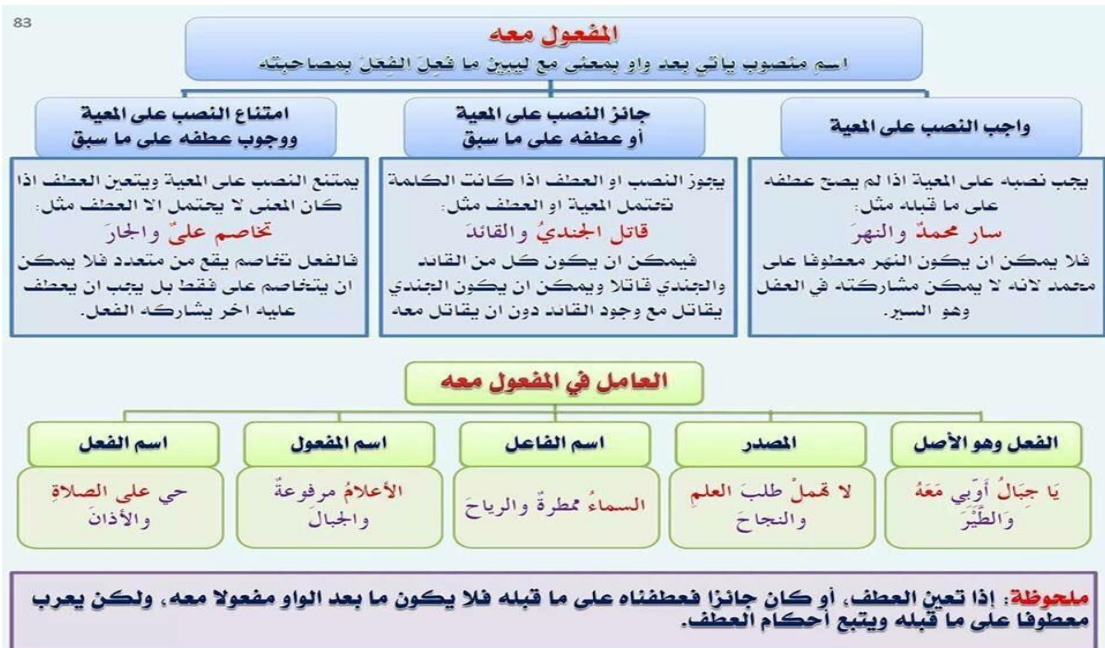 83
المفعول معه
اسم منصوب يأتي بعد واو بمعنى مع ليبين ما فُعِلَ الفِعْلُ بمصاحبته
واجب النصب على المعية
جائز النصب على المعية
أو عطفه على ما سبق
امتناع النصب على المعية
ووجوب عطفه على ما سبق
يجب نصبه على المعية اذا لم يصح عطفه
على ما قبله مثل:
سار محمدٌ والنهرَ
فلا يمكن ان يكون النهر معطوفا على
محمد لانه لا يمكن مشاركته في العفل
وهو السير.
يجوز النصب او العطف اذا كانت الكلمة
تحتمل المعية او العطف مثل:
قاتل الجنديُ والقائدَ
فيمكن ان يكون كل من القائد
والجندي قاتلا ويمكن ان يكون الجندي
يقاتل مع وجود القائد دون ان يقاتل معه
يمتنع النصب على المعية ويتعين العطف اذا
كان المعنى لا يحتمل الا العطف مثل:
تخاصم علىٌ والجارَ
فالفعل تخاصم يقع من متعدد فلا يمكن
ان يتخاصم على فقط بل يجب ان يعطف
عليه اخر يشاركه الفعل.
العامل في المفعول معه
الفعل وهو الأصل
المصدر
اسم الفاعل
اسم المفعول
اسم الفعل
يَا جِبَالُ أَوِّبِي مَعَهُ
وَالطَّيْرَ
لا تهملْ طلبَ العلمِ
والنجاحَ
السماءُ ممطرةٌ والرياحَ
الأعلامُ مرفوعةٌ
والجبالَ
حي على الصلاةِ
والأذانَ
ملحوظة: إذا تعين العطف، أو كان جائزا فعطفناه على ما قبله فلا يكون ما بعد الواو مفعولا معه، ولكن يعرب
معطوفا على ما قبله ويتبع أحكام العطف.